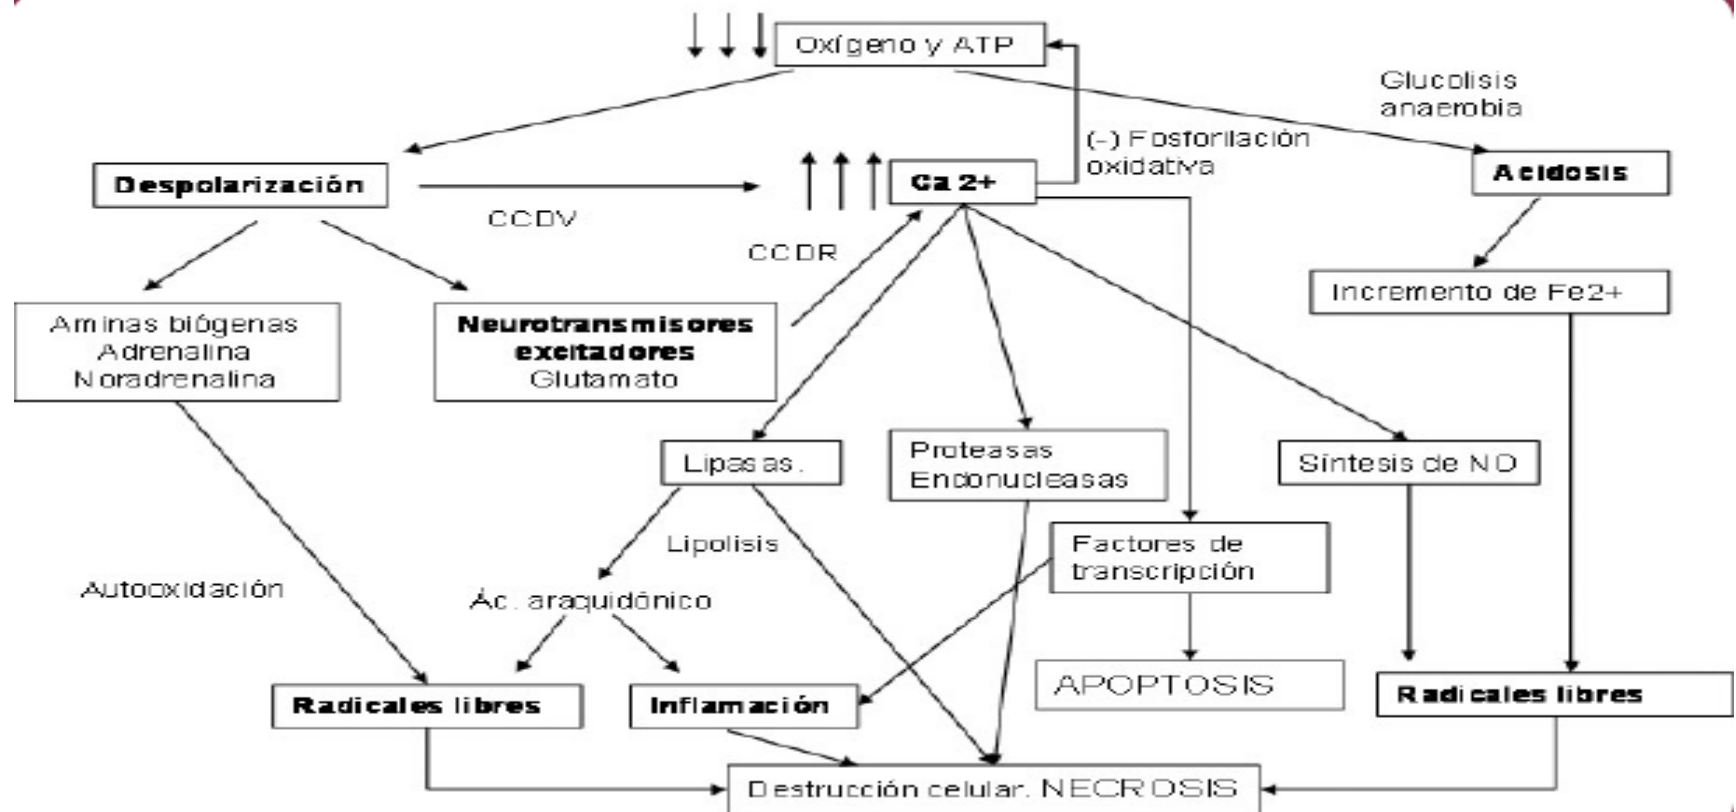 Oxígeno y ATP
Glucolisis
anaerobia
(-) Fosforilación
oxidativa
Despolarización
Ca 2+
Acidosis
CCDV
CCDR
Incremento de Fe2+
Aminas biógenas
Adrenalina
Noradrenalina
Neurotransmisores
excitadores
Glutamato
Lipasas.
Proteasas
Endonucleasas
Síntesis de NO
Lipolisis
Factores de
transcripción
Autooxidación
Ác. araquidónico
APOPTOSIS
Radicales libres
Inflamación
Radicales libres
Destrucción celular. NECROSIS